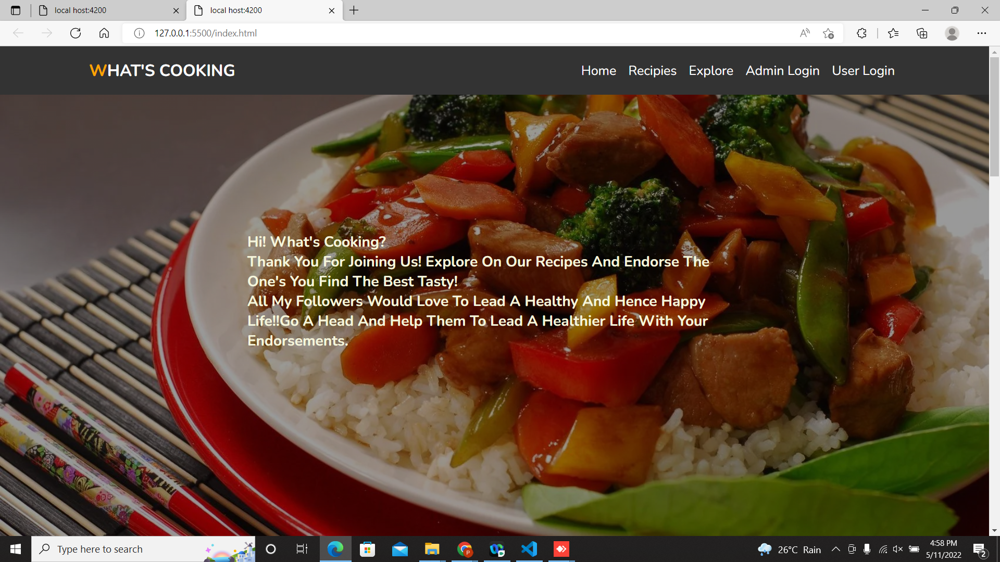 local host:4200
local host:4200
127.0.0.1:5500/index.html
WHAT'S COOKING
Home Recipies Explore Admin Login User Login
Hi! What's Cooking?
Thank You For Joining Us! Explore On Our Recipes And Endorse The
One's You Find The Best Tasty!
All My Followers Would Love To Lead A Healthy And Hence Happy
Life!!Go A Head And Help Them To Lead A Healthier Life With Your
Endorsements.
Type here to search
26°C Rain
4:58 PM
5/11/2022
2